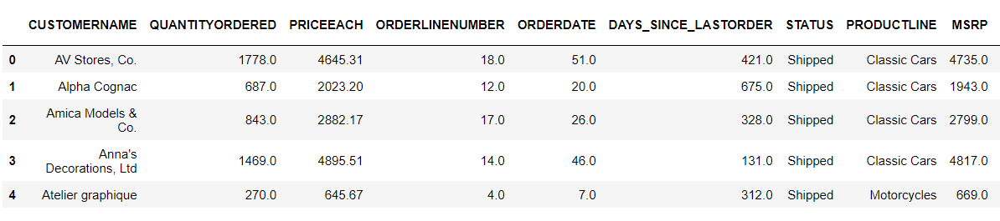 CUSTOMERNAME QUANTITYORDERED PRICEEACH ORDERLINENUMBER ORDERDATE DAYS_SINCE_LASTORDER STATUS PRODUCTLINE MSRP
0 AV Stores, Co. 1778.0 4645.31 18.0 51.0 421.0 Shipped Classic Cars 4735.0
1 Alpha Cognac 687.0 2023.20 12.0 20.0 675.0 Shipped Classic Cars 1943.0
2 Amica Models & Co. 843.0 2882.17 17.0 26.0 328.0 Shipped Classic Cars 2799.0
3 Anna's Decorations, Ltd 1469.0 4895.51 14.0 46.0 131.0 Shipped Classic Cars 4817.0
4 Atelier graphique 270.0 645.67 4.0 7.0 312.0 Shipped Motorcycles 669.0